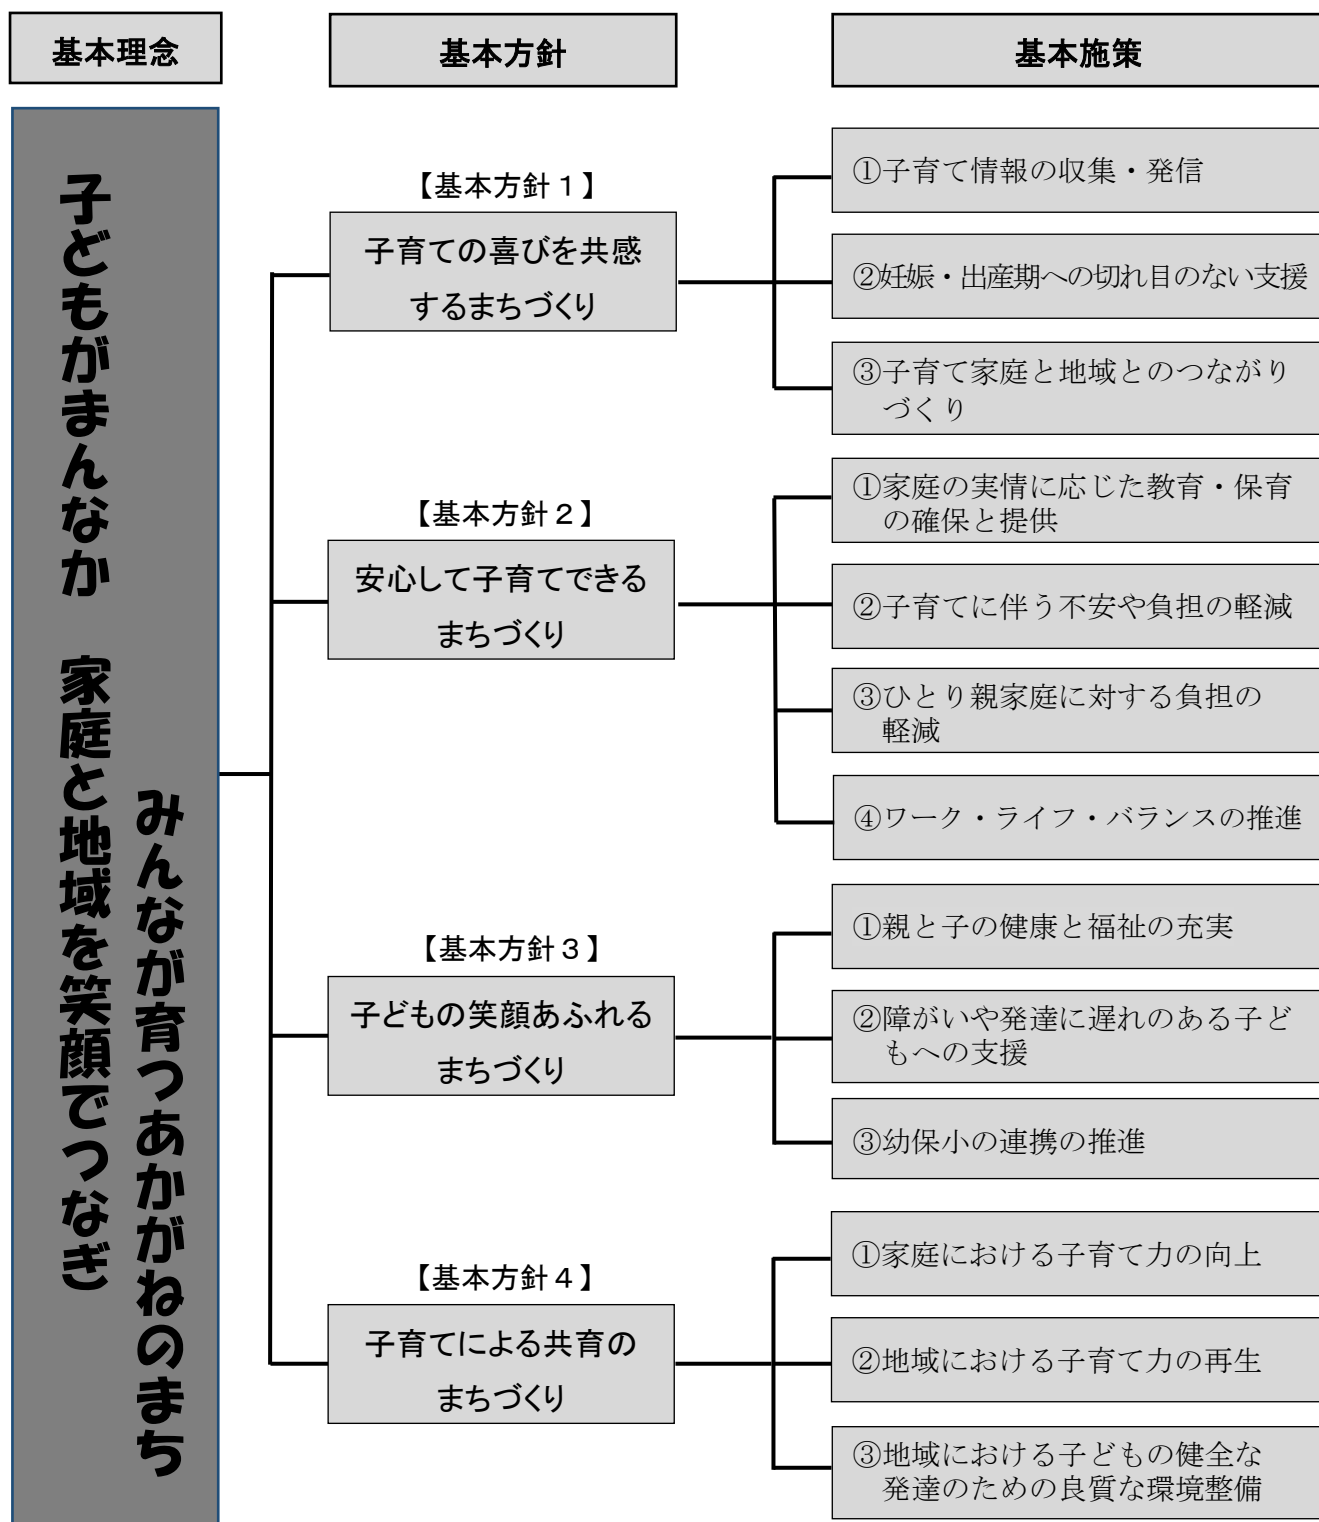 基本理念
基本方針
基本施策
子どもがまんなか　家庭と地域を笑顔でつなぎ
みんなが育つあかがねのまち
【基本方針１】
子育ての喜びを共感
するまちづくり
①子育て情報の収集・発信
②妊娠・出産期への切れ目のない支援
③子育て家庭と地域とのつながり
づくり
【基本方針２】
安心して子育てできる
まちづくり
①家庭の実情に応じた教育・保育
の確保と提供
②子育てに伴う不安や負担の軽減
③ひとり親家庭に対する負担の
軽減
④ワーク・ライフ・バランスの推進
【基本方針３】
子どもの笑顔あふれる
まちづくり
①親と子の健康と福祉の充実
②障がいや発達に遅れのある子ど
もへの支援
③幼保小の連携の推進
【基本方針４】
子育てによる共育の
まちづくり
①家庭における子育て力の向上
②地域における子育て力の再生
③地域における子どもの健全な
発達のための良質な環境整備